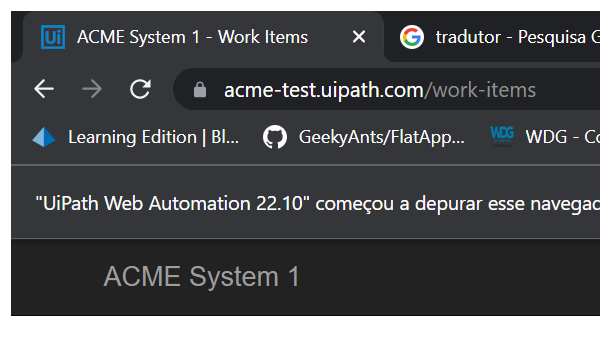 Ui ACME System 1 - Work Items tradutor - Pesquisa G
acme-test.uipath.com/work-items
Learning Edition | Bl... GeekyAnts/FlatApp... WDG WDG - Co
"UiPath Web Automation 22.10" começou a depurar esse navegad
ACME System 1